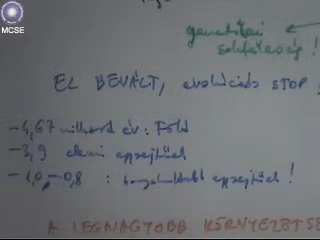 MCSE
genetikai
sokféleség!
EL BEVÁLT, evolúciós STOP
-4,67 milliárd év: Föld
-3,9 elemi egysejtűek
-1,0, -0,8 : bonyolultabb egysejtűek!
A LEGNAGYOBB KÖRNYEZETSZE